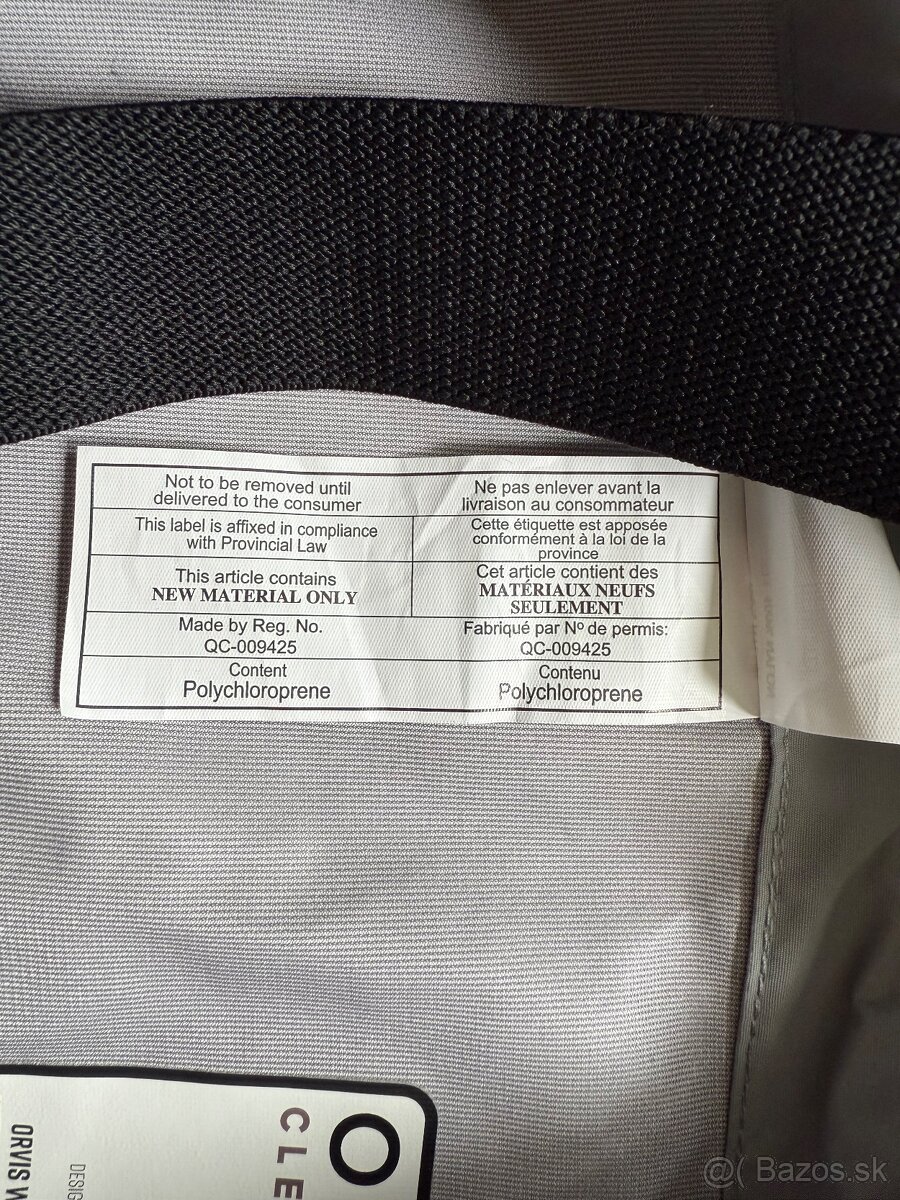 Not to be removed until
delivered to the consumer
Ne pas enlever avant la
livraison au consommateur
This label is affixed in compliance
with Provincial Law
Cette étiquette est apposée
conformément à la loi de la
province
This article contains
NEW MATERIAL ONLY
Cet article contient des
MATÉRIAUX NEUFS
SEULEMENT
Made by Reg. No.
QC-009425
Fabriqué par Nº de permis:
QC-009425
Content
Polychloroprene
Contenu
Polychloroprene
O
CLE
DESIG
ORVIS W
@( Bazos.sk